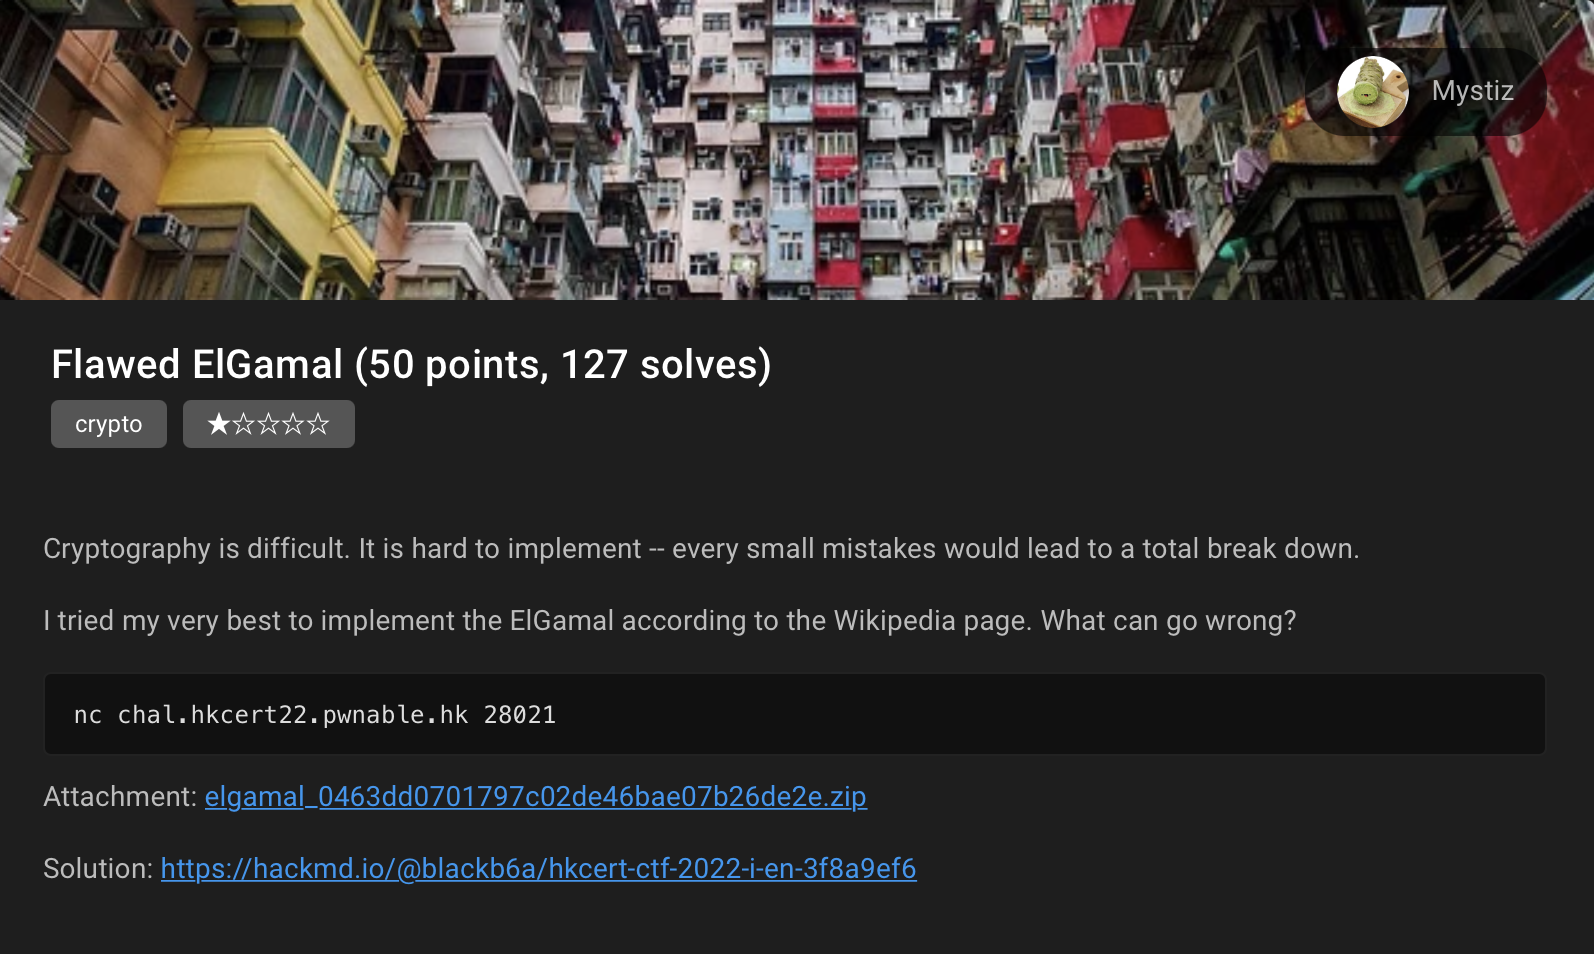 Mystiz
Flawed ElGamal (50 points, 127 solves)
crypto
★☆☆☆☆
Cryptography is difficult. It is hard to implement -- every small mistakes would lead to a total break down.
I tried my very best to implement the ElGamal according to the Wikipedia page. What can go wrong?
nc chal.hkcert22.pwnable.hk 28021
Attachment: elgamal_0463dd0701797c02de46bae07b26de2e.zip
Solution: https://hackmd.io/@blackb6a/hkcert-ctf-2022-i-en-3f8a9ef6